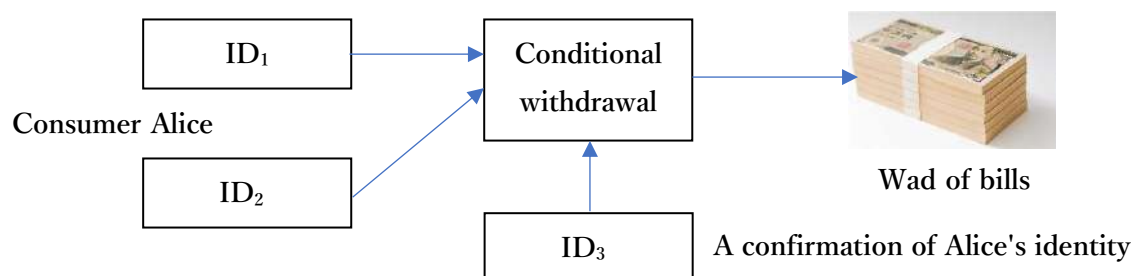 ID₁
Conditional
withdrawal
Consumer Alice
ID₂
Wad of bills
ID₃
A confirmation of Alice's identity